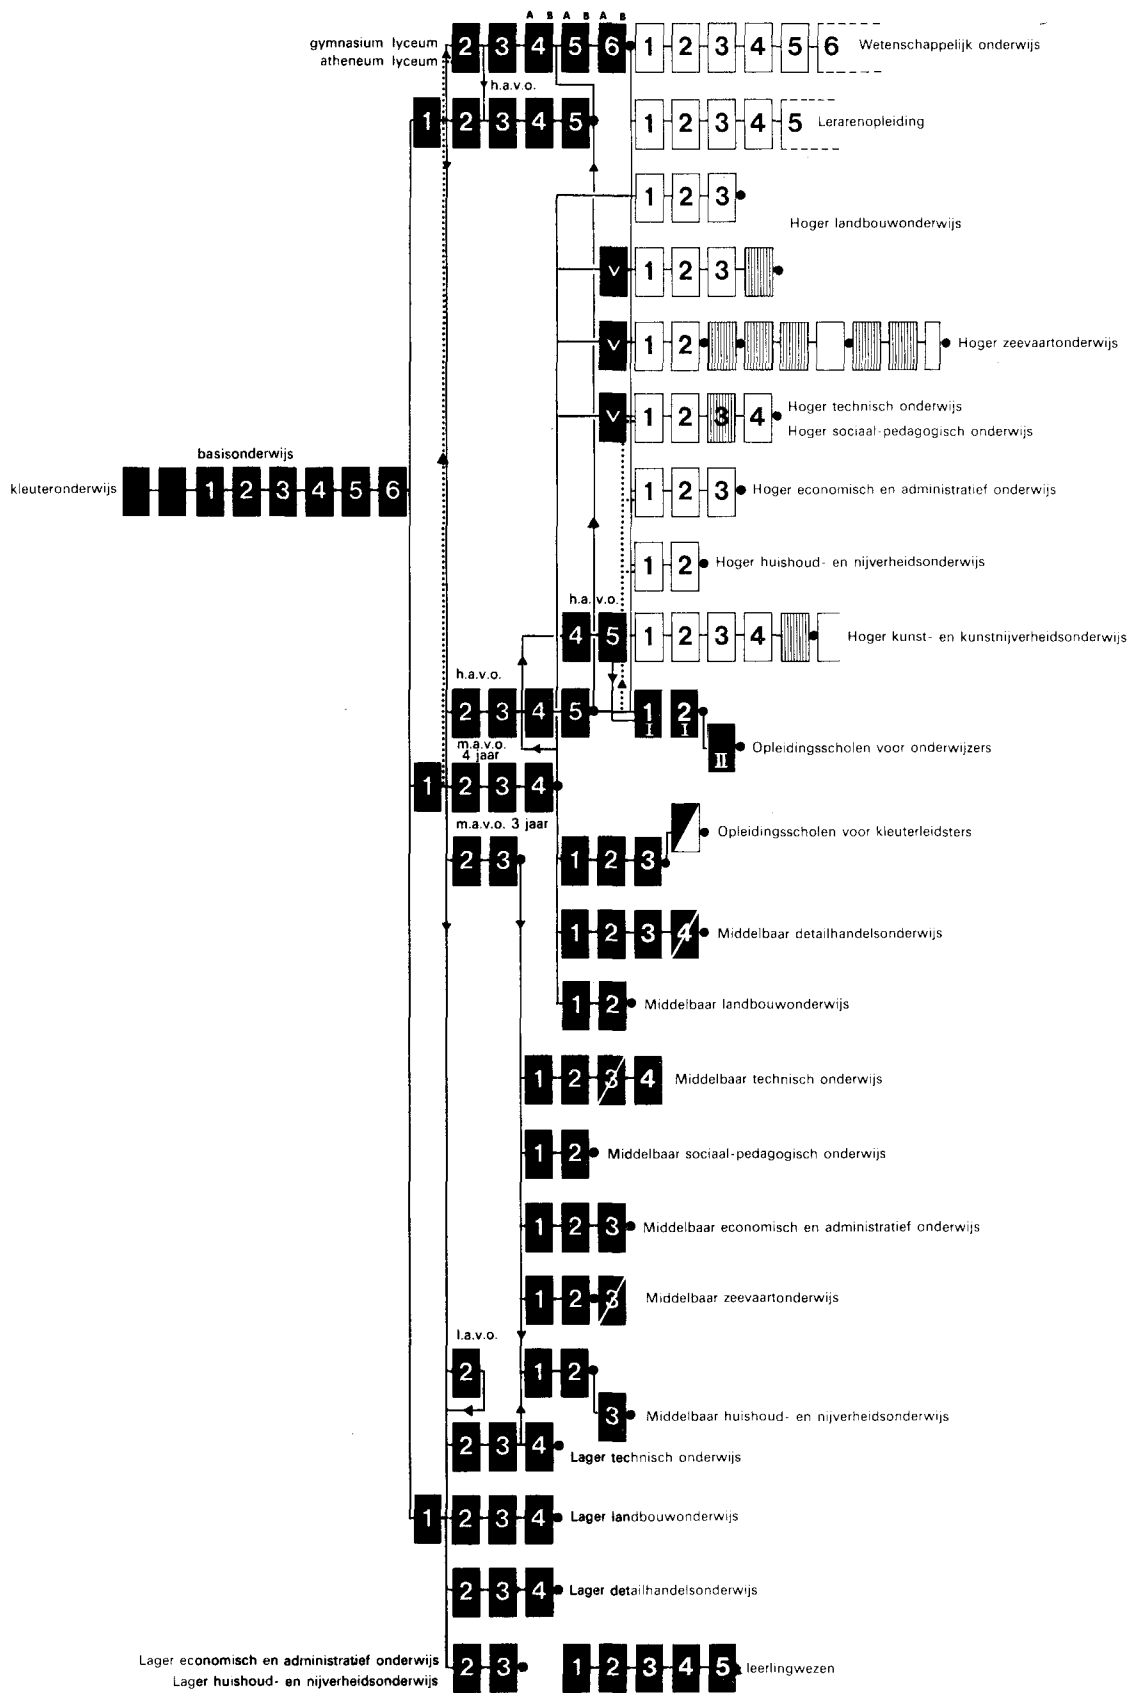 A B A B A B
gymnasium lyceum 2 3 4 5 6 1 2 3 4 5 6 Wetenschappelijk onderwijs
atheneum lyceum
h.a.v.o.
1 2 3 4 5 1 2 3 4 5 Lerarenopleiding
1 2 3
Hoger landbouwonderwijs
V 1 2 3
V 1 2 Hoger zeevaartonderwijs
V 1 2 3 4 Hoger technisch onderwijs
Hoger sociaal-pedagogisch onderwijs
basisonderwijs
kleuteronderwijs 1 2 3 4 5 6 1 2 3 Hoger economisch en administratief onderwijs
1 2 Hoger huishoud- en nijverheidsonderwijs
h.a.v.o.
4 5 1 2 3 4 Hoger kunst- en kunstnijverheidsonderwijs
h.a.v.o.
2 3 4 5 1 2
I I
II Opleidingsscholen voor onderwijzers
m.a.v.o.
4 jaar
1 2 3 4
m.a.v.o. 3 jaar
Opleidingsscholen voor kleuterleidsters
2 3 1 2 3
1 2 3 4 Middelbaar detailhandelsonderwijs
1 2 Middelbaar landbouwonderwijs
1 2 3 4 Middelbaar technisch onderwijs
1 2 Middelbaar sociaal-pedagogisch onderwijs
1 2 3 Middelbaar economisch en administratief onderwijs
1 2 3 Middelbaar zeevaartonderwijs
l.a.v.o.
2 1 2
3 Middelbaar huishoud- en nijverheidsonderwijs
2 3 4 Lager technisch onderwijs
1 2 3 4 Lager landbouwonderwijs
2 3 4 Lager detailhandelsonderwijs
Lager economisch en administratief onderwijs
Lager huishoud- en nijverheidsonderwijs 2 3 1 2 3 4 5 leerlingwezen